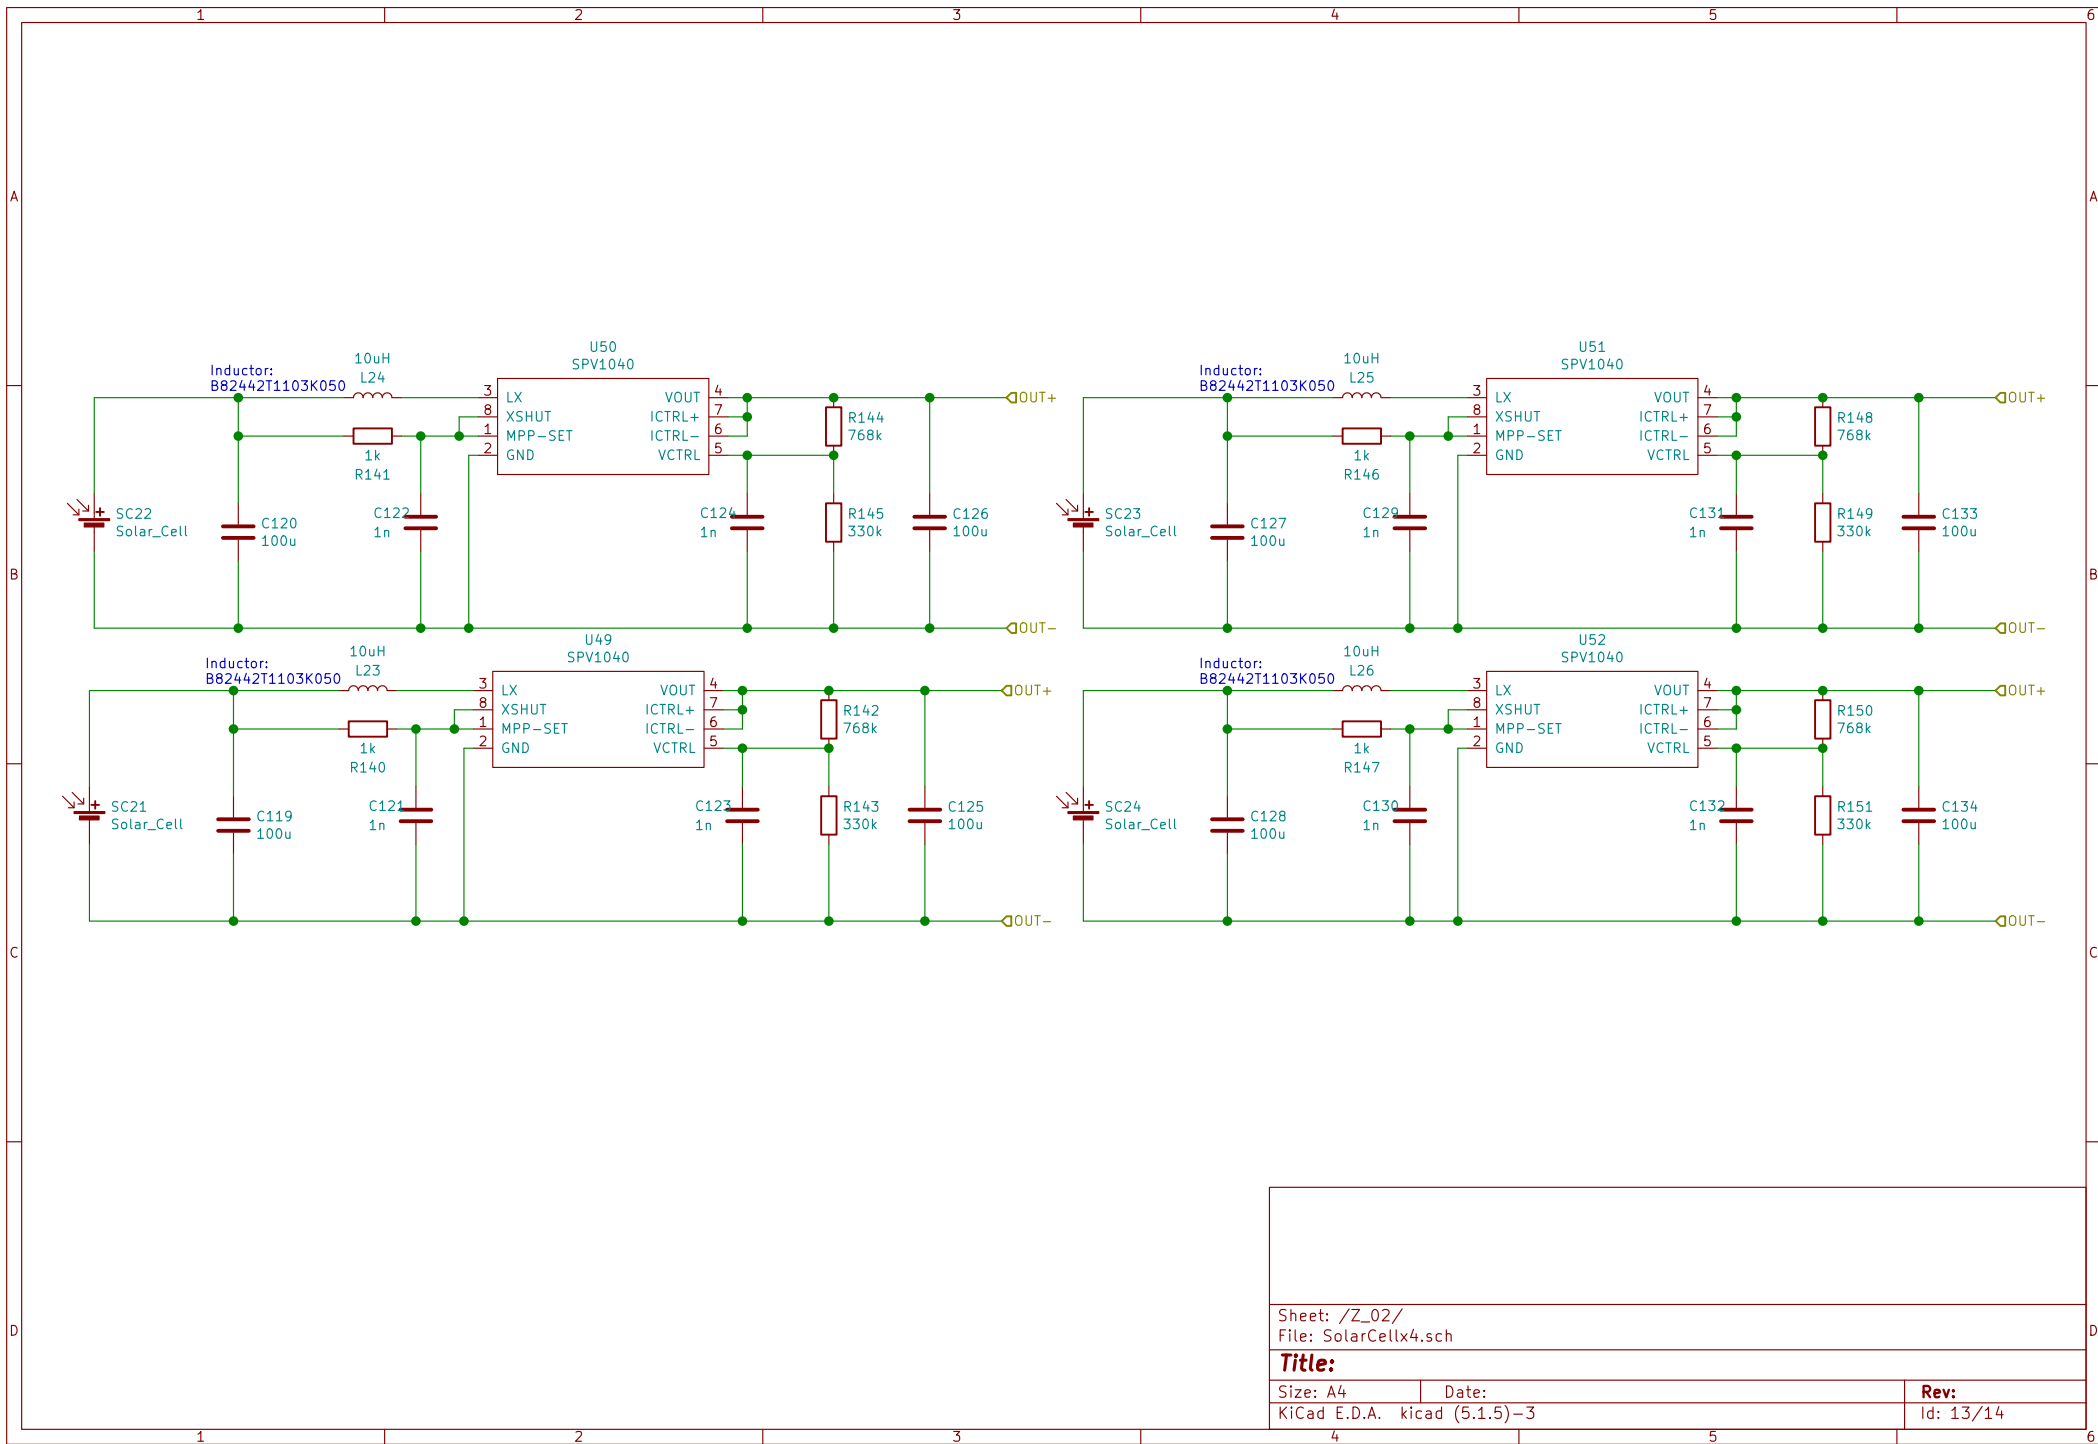 1 2 3 4 5 6
A A
B B
C C
D D
Inductor:
B82442T1103K050
10uH
L24
U50
SPV1040
3 LX
8 XSHUT
1 MPP-SET
2 GND
VOUT 4
ICTRL+ 7
ICTRL- 6
VCTRL 5
1k
R141
SC22
Solar_Cell
C120
100u
C122
1n
C124
1n
R144
768k
R145
330k
C126
100u
OUT+
OUT-
Inductor:
B82442T1103K050
10uH
L25
U51
SPV1040
3 LX
8 XSHUT
1 MPP-SET
2 GND
VOUT 4
ICTRL+ 7
ICTRL- 6
VCTRL 5
1k
R146
SC23
Solar_Cell
C127
100u
C129
1n
C131
1n
R148
768k
R149
330k
C133
100u
OUT+
OUT-
Inductor:
B82442T1103K050
10uH
L23
U49
SPV1040
3 LX
8 XSHUT
1 MPP-SET
2 GND
VOUT 4
ICTRL+ 7
ICTRL- 6
VCTRL 5
1k
R140
SC21
Solar_Cell
C119
100u
C121
1n
C123
1n
R142
768k
R143
330k
C125
100u
OUT+
OUT-
Inductor:
B82442T1103K050
10uH
L26
U52
SPV1040
3 LX
8 XSHUT
1 MPP-SET
2 GND
VOUT 4
ICTRL+ 7
ICTRL- 6
VCTRL 5
1k
R147
SC24
Solar_Cell
C128
100u
C130
1n
C132
1n
R150
768k
R151
330k
C134
100u
OUT+
OUT-
Sheet: /Z_02/
File: SolarCellx4.sch
Title:
Size: A4 Date: Rev:
KiCad E.D.A. kicad (5.1.5)-3 Id: 13/14
1 2 3 4 5 6